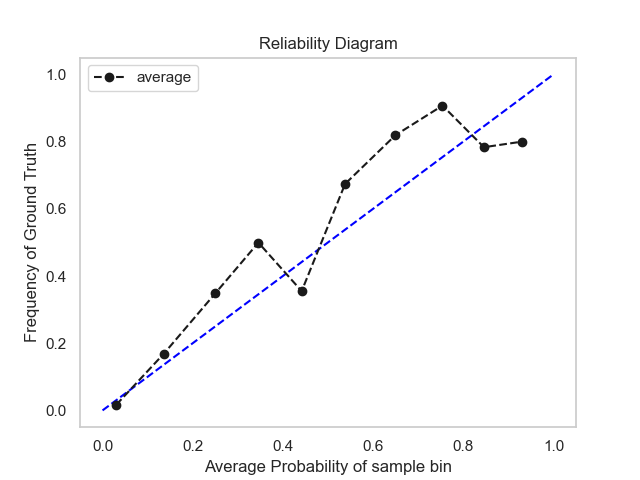 Reliability Diagram
average
1.0
0.8
0.6
0.4
0.2
0.0
Frequency of Ground Truth
0.0 0.2 0.4 0.6 0.8 1.0
Average Probability of sample bin